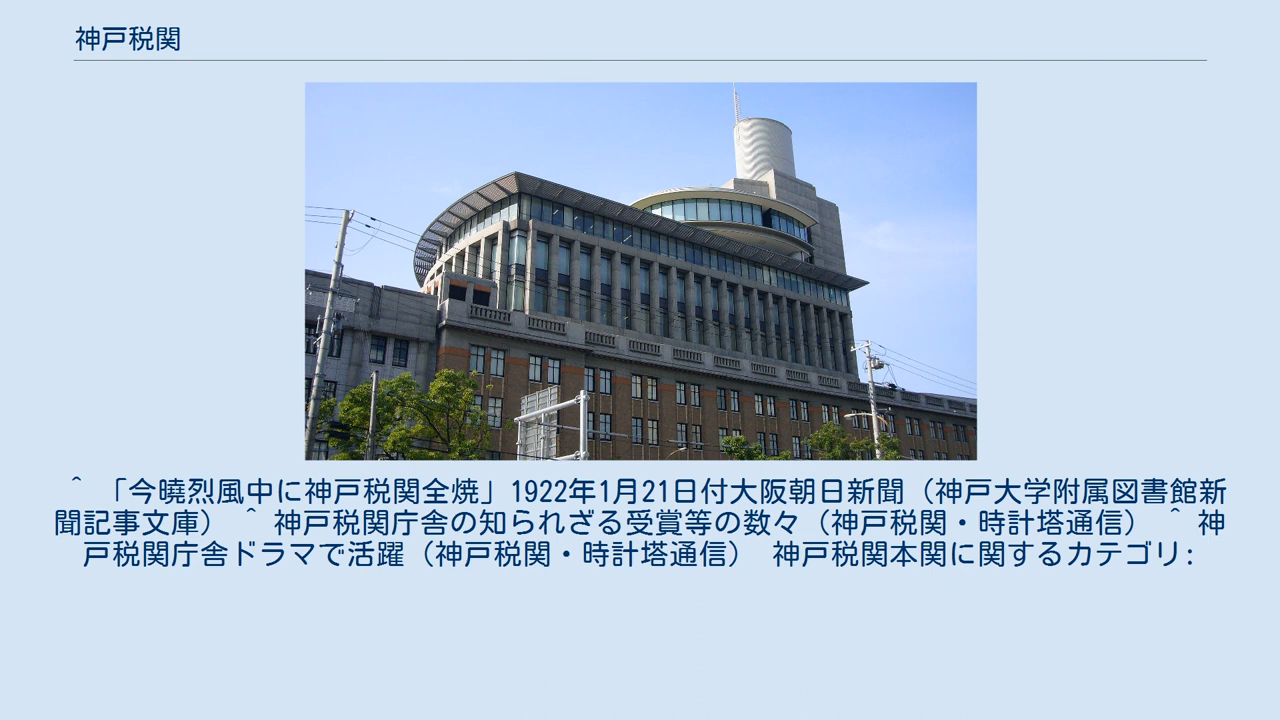 神戸税関
^ 「今曉烈風中に神戸税関全焼」1922年1月21日付大阪朝日新聞（神戸大学附属図書館新
聞記事文庫） ^ 神戸税関庁舎の知られざる受賞等の数々（神戸税関・時計塔通信） ^ 神
戸税関庁舎ドラマで活躍（神戸税関・時計塔通信） 神戸税関本関に関するカテゴリ: